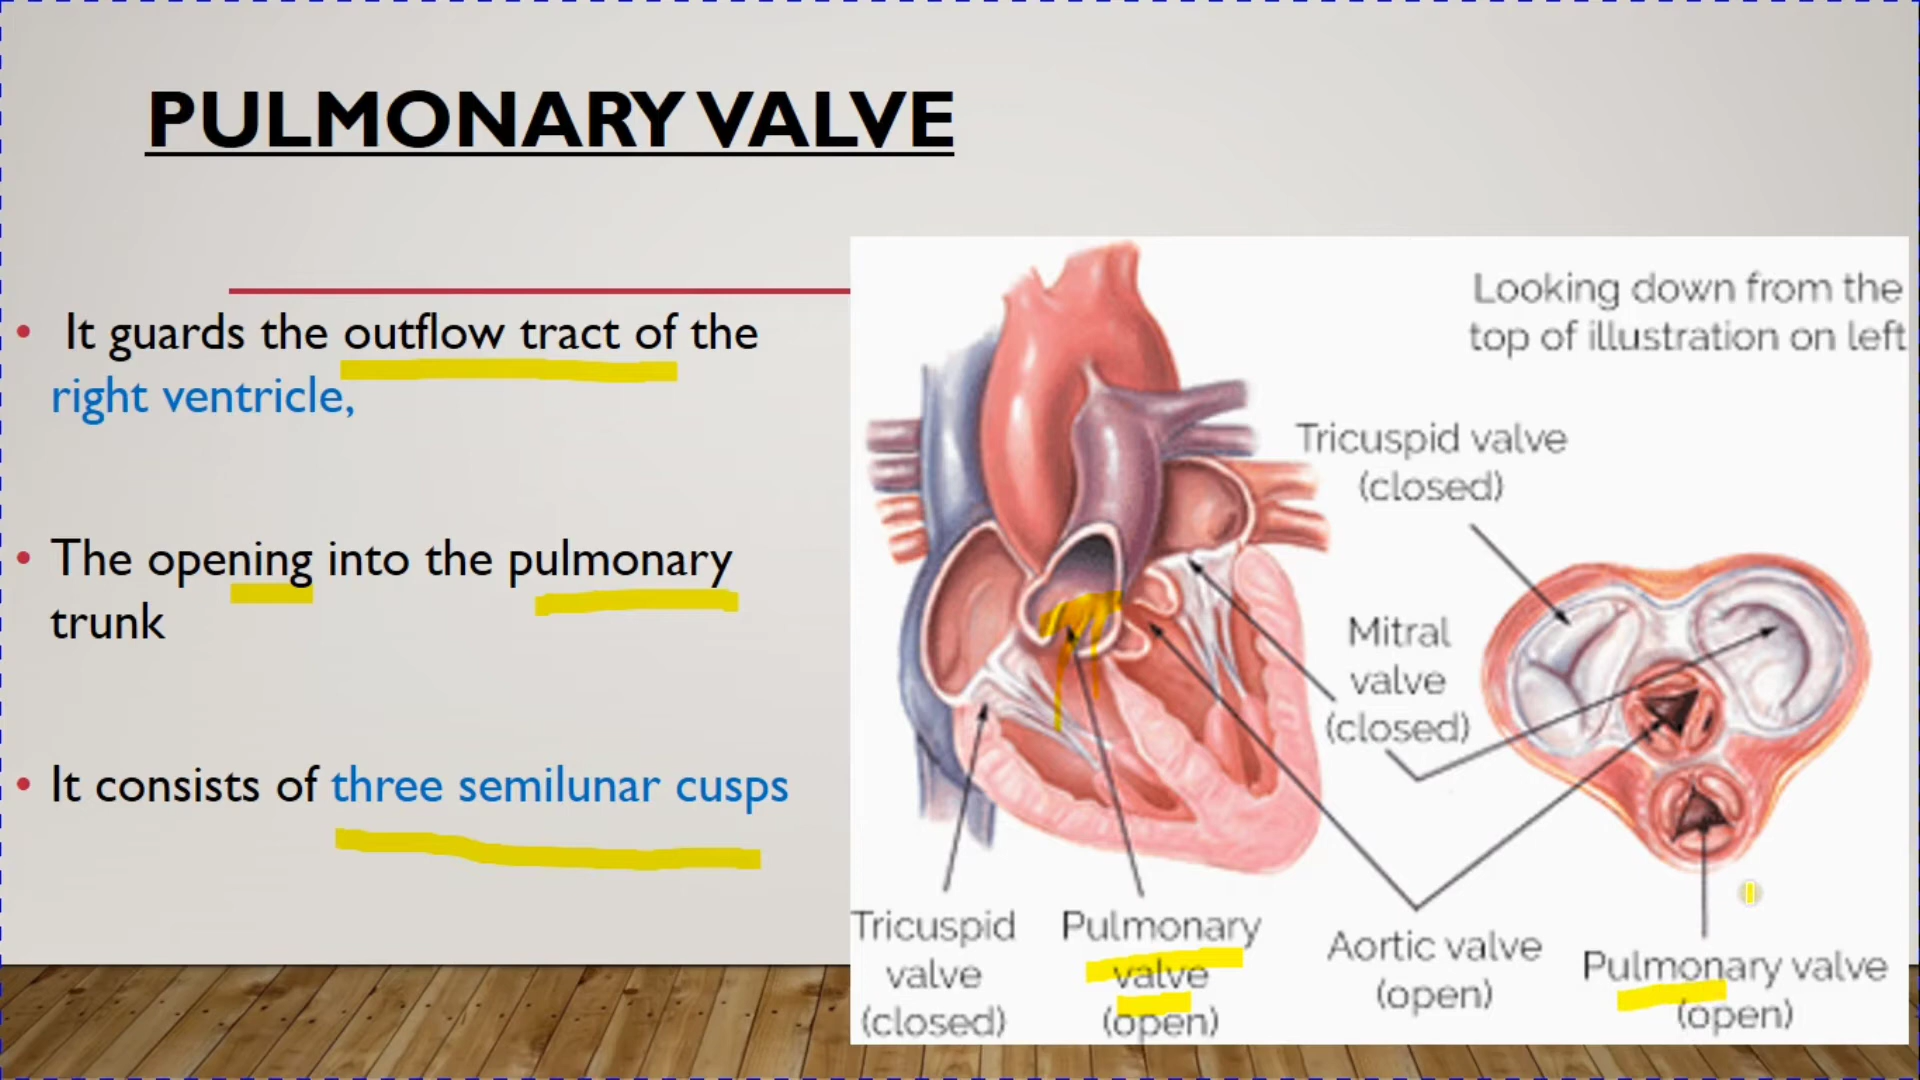 PULMONARY VALVE
• It guards the outflow tract of the
right ventricle,
• The opening into the pulmonary
trunk
• It consists of three semilunar cusps
Looking down from the
top of illustration on left
Tricuspid valve
(closed)
Mitral
valve
(closed)
Tricuspid
valve
(closed)
Pulmonary
valve
(open)
Aortic valve
(open)
Pulmonary valve
(open)